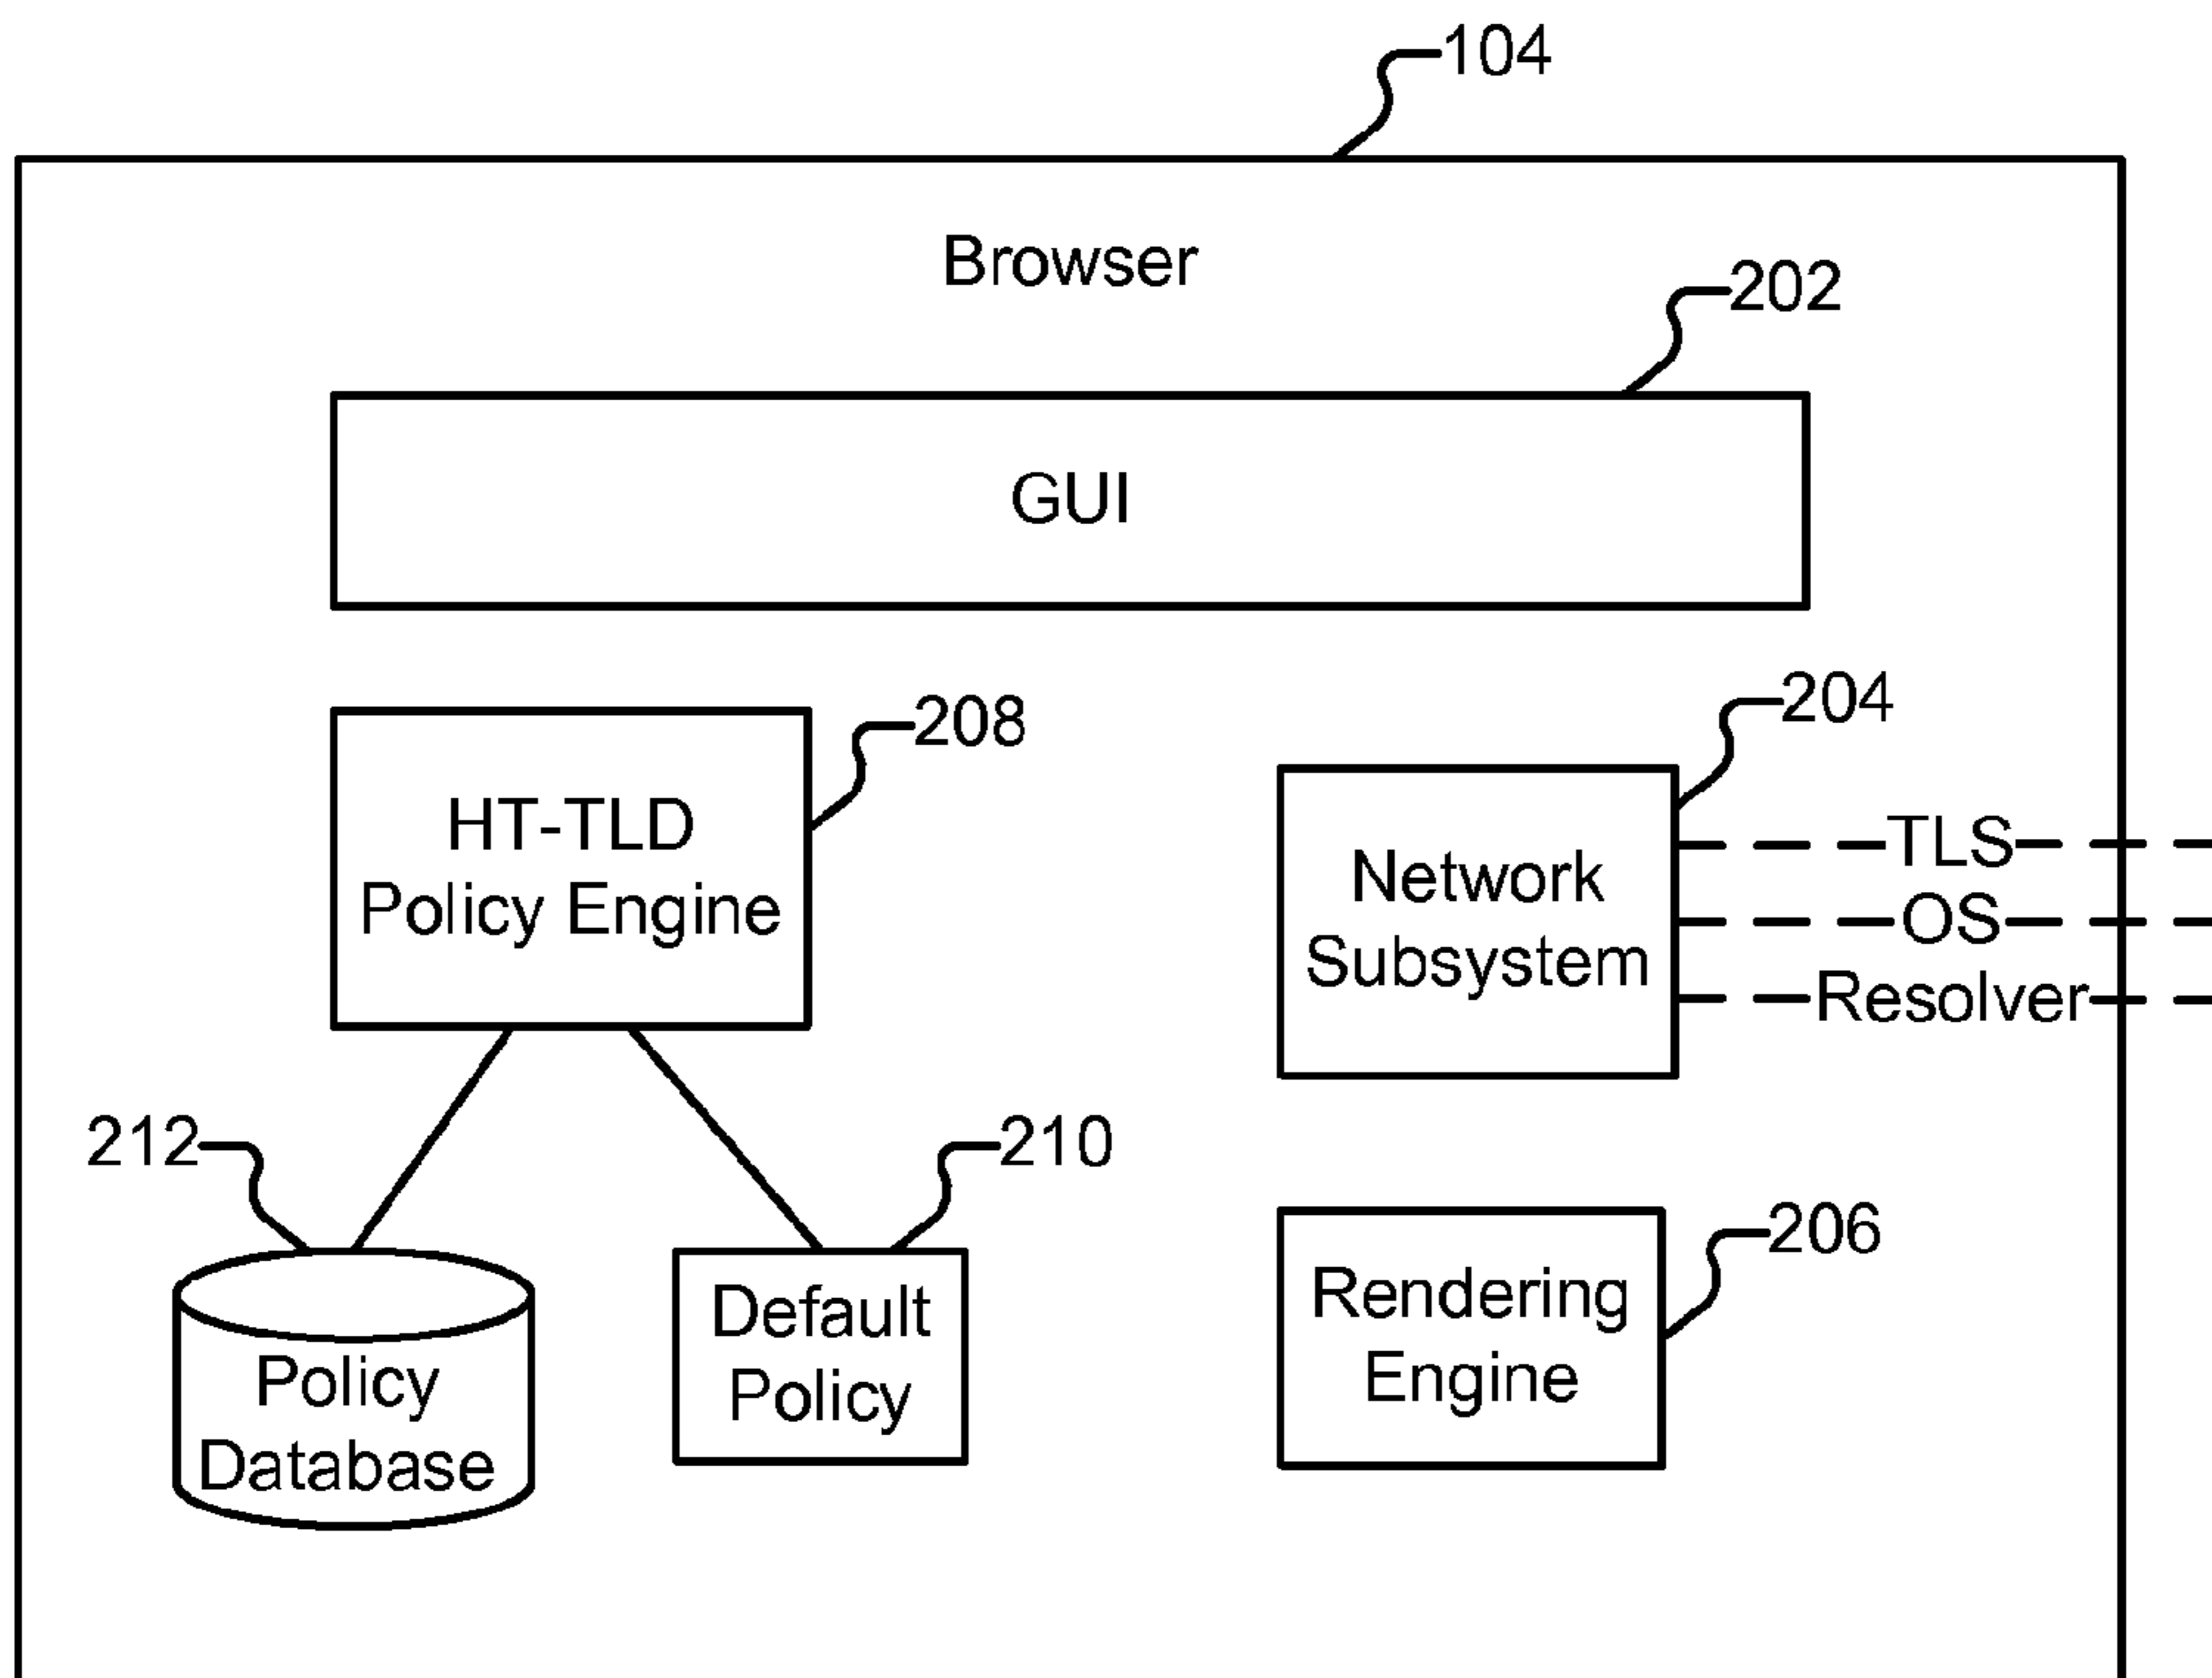 104
Browser
202
GUI
208
HT-TLD
Policy Engine
204
Network
Subsystem
TLS
OS
Resolver
212
210
Policy
Database
Default
Policy
206
Rendering
Engine